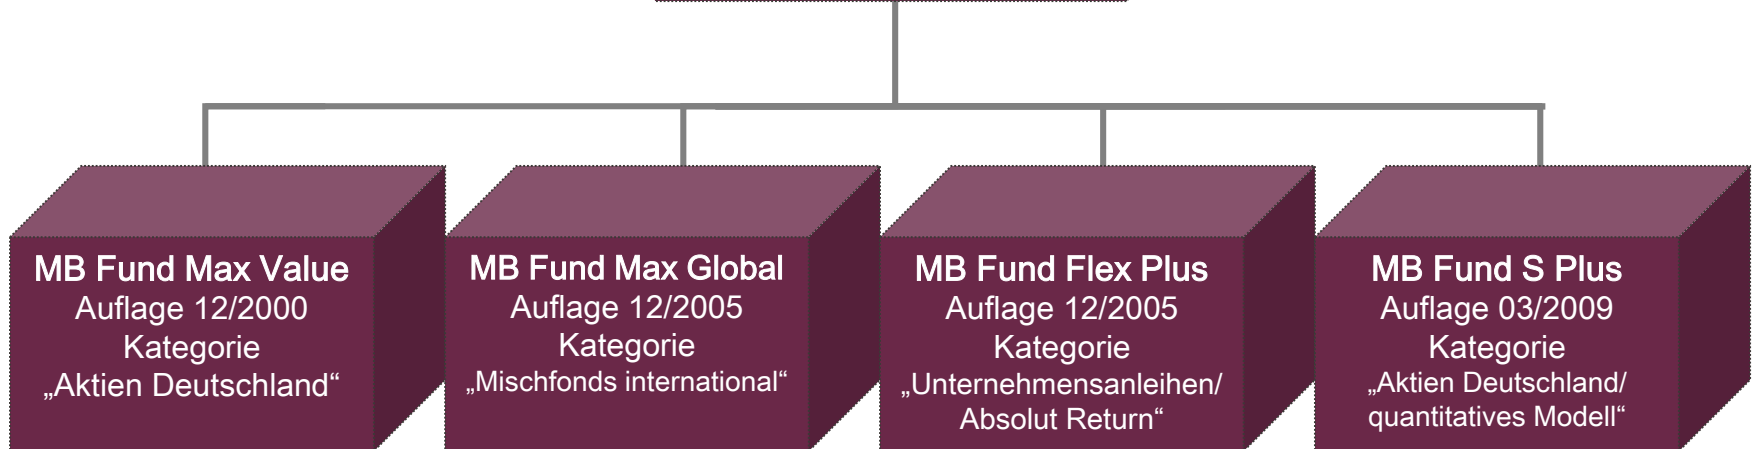 MB Fund Max Value
Auflage 12/2000
Kategorie
„Aktien Deutschland“
MB Fund Max Global
Auflage 12/2005
Kategorie
„Mischfonds international“
MB Fund Flex Plus
Auflage 12/2005
Kategorie
„Unternehmensanleihen/
Absolut Return“
MB Fund S Plus
Auflage 03/2009
Kategorie
„Aktien Deutschland/
quantitatives Modell“